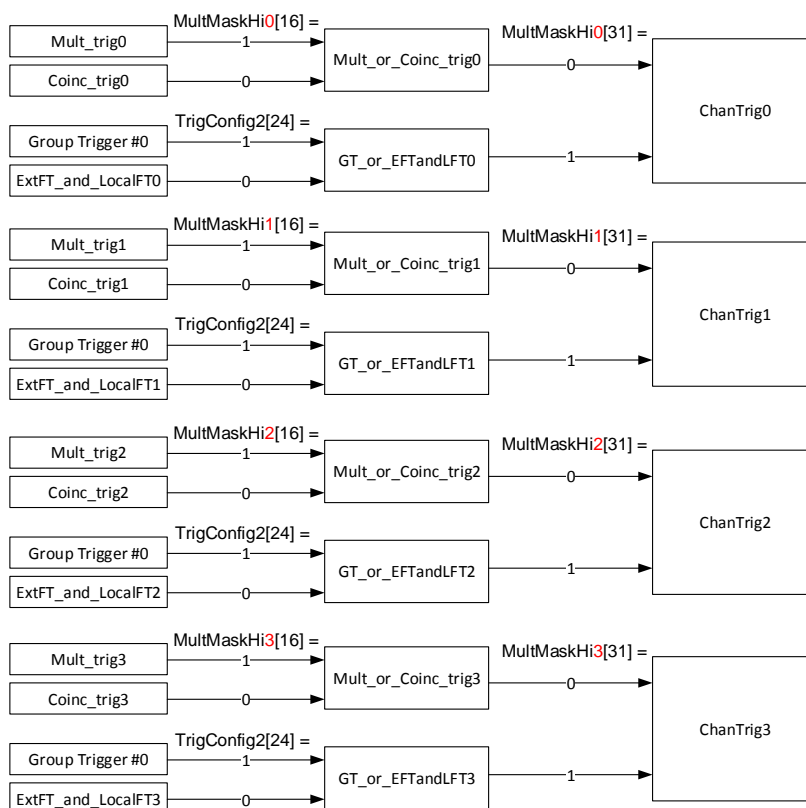 MultMaskHi0[16] =
MultMaskHi0[31] =
Mult_trig0
1
Mult_or_Coinc_trig0
0
Coinc_trig0
0
ChanTrig0
TrigConfig2[24] =
Group Trigger #0
1
GT_or_EFTandLFT0
1
ExtFT_and_LocalFT0
0
MultMaskHi1[16] =
MultMaskHi1[31] =
Mult_trig1
1
Mult_or_Coinc_trig1
0
Coinc_trig1
0
ChanTrig1
TrigConfig2[24] =
Group Trigger #0
1
GT_or_EFTandLFT1
1
ExtFT_and_LocalFT1
0
MultMaskHi2[16] =
MultMaskHi2[31] =
Mult_trig2
1
Mult_or_Coinc_trig2
0
Coinc_trig2
0
ChanTrig2
TrigConfig2[24] =
Group Trigger #0
1
GT_or_EFTandLFT2
1
ExtFT_and_LocalFT2
0
MultMaskHi3[16] =
MultMaskHi3[31] =
Mult_trig3
1
Mult_or_Coinc_trig3
0
Coinc_trig3
0
ChanTrig3
TrigConfig2[24] =
Group Trigger #0
1
GT_or_EFTandLFT3
1
ExtFT_and_LocalFT3
0